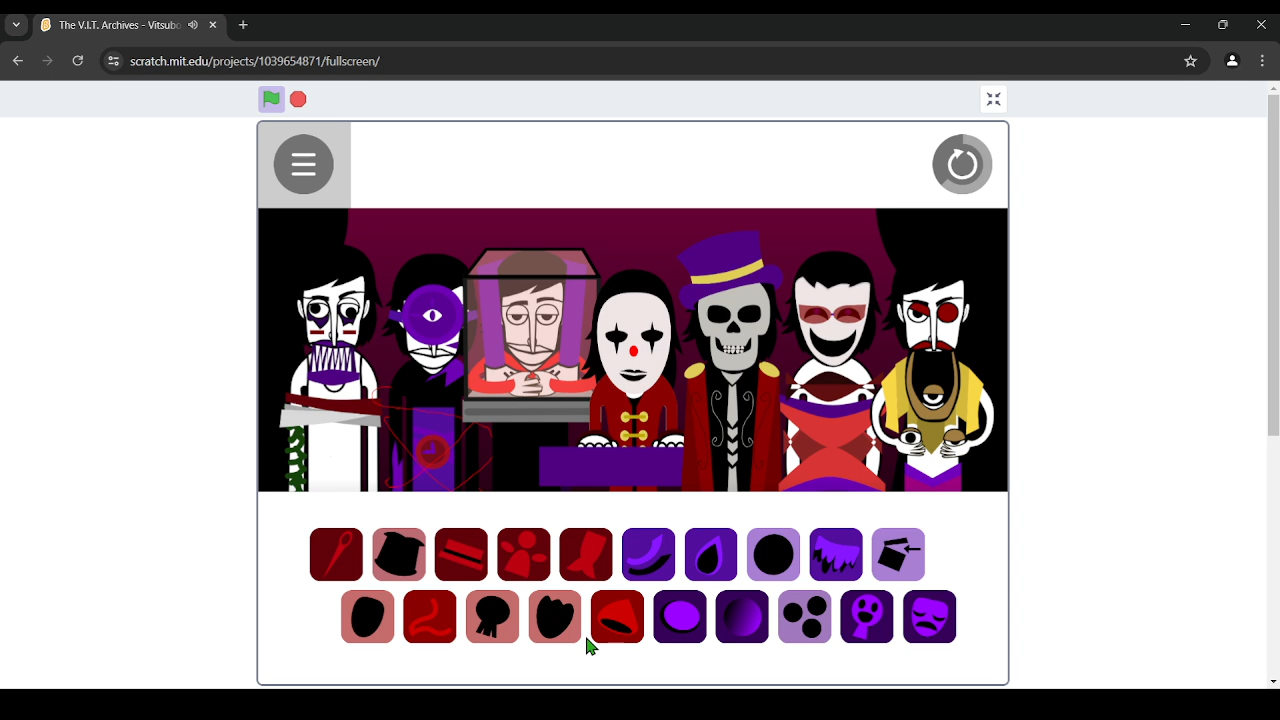 The V.I.T. Archives - Vitsubo
scratch.mit.edu/projects/1039654871/fullscreen/